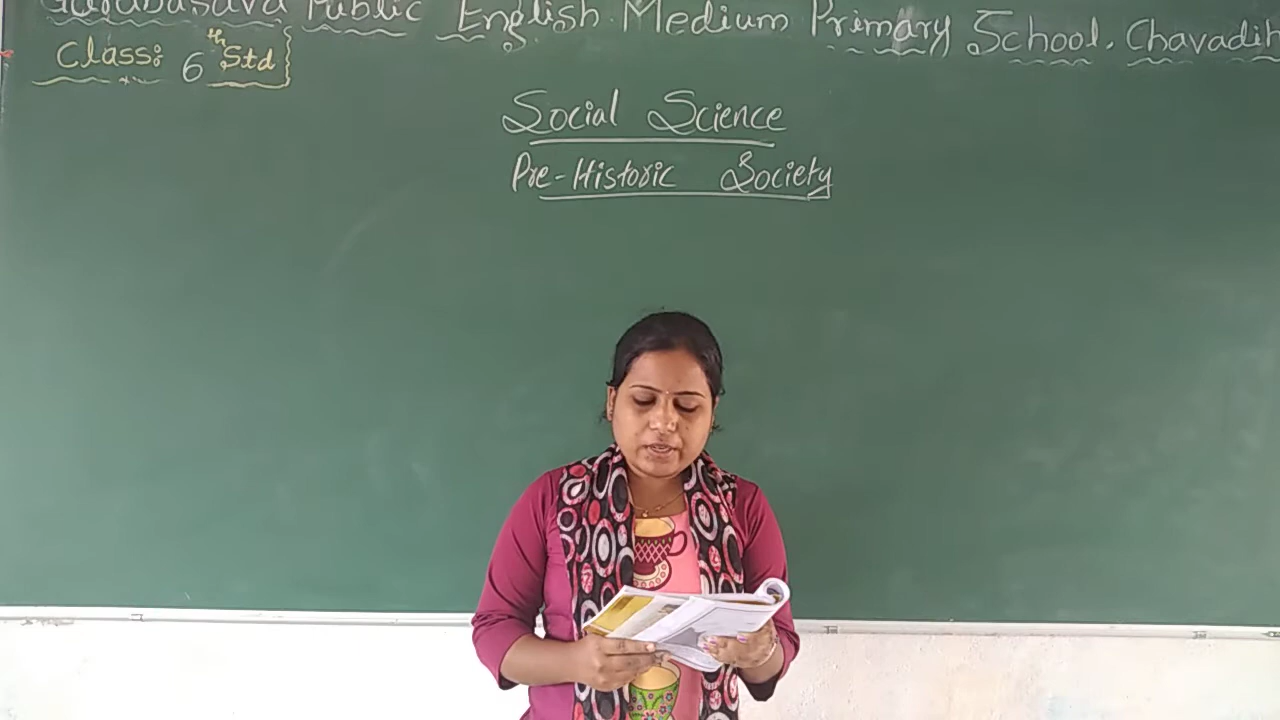 Public English Medium Primary School, Chavadih
Class: 6th Std
Social Science
Pre-Historic Society